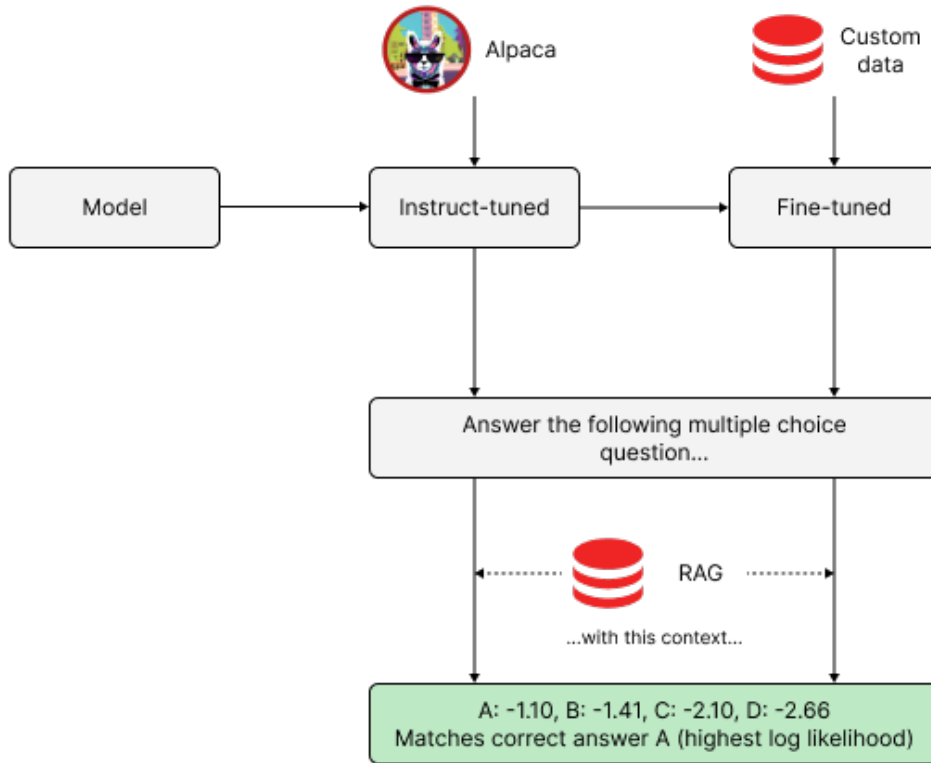 Alpaca
Custom
data
Model
Instruct-tuned
Fine-tuned
Answer the following multiple choice
question...
RAG
...with this context...
A: -1.10, B: -1.41, C: -2.10, D: -2.66
Matches correct answer A (highest log likelihood)